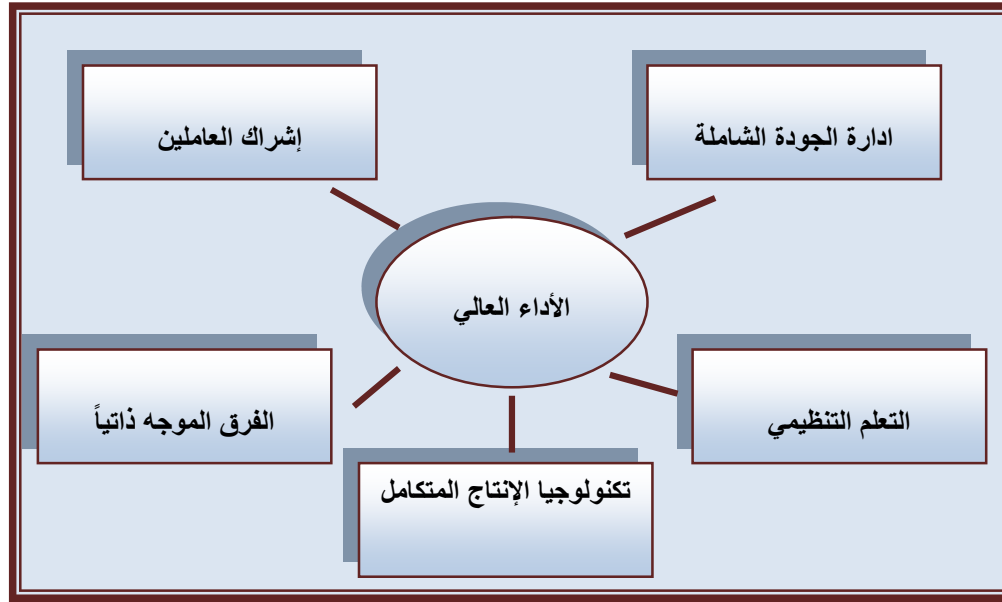 ادارة الجودة الشاملة
إشراك العاملين
الأداء العالي
التعلم التنظيمي
الفرق الموجه ذاتياً
تكنولوجيا الإنتاج المتكامل